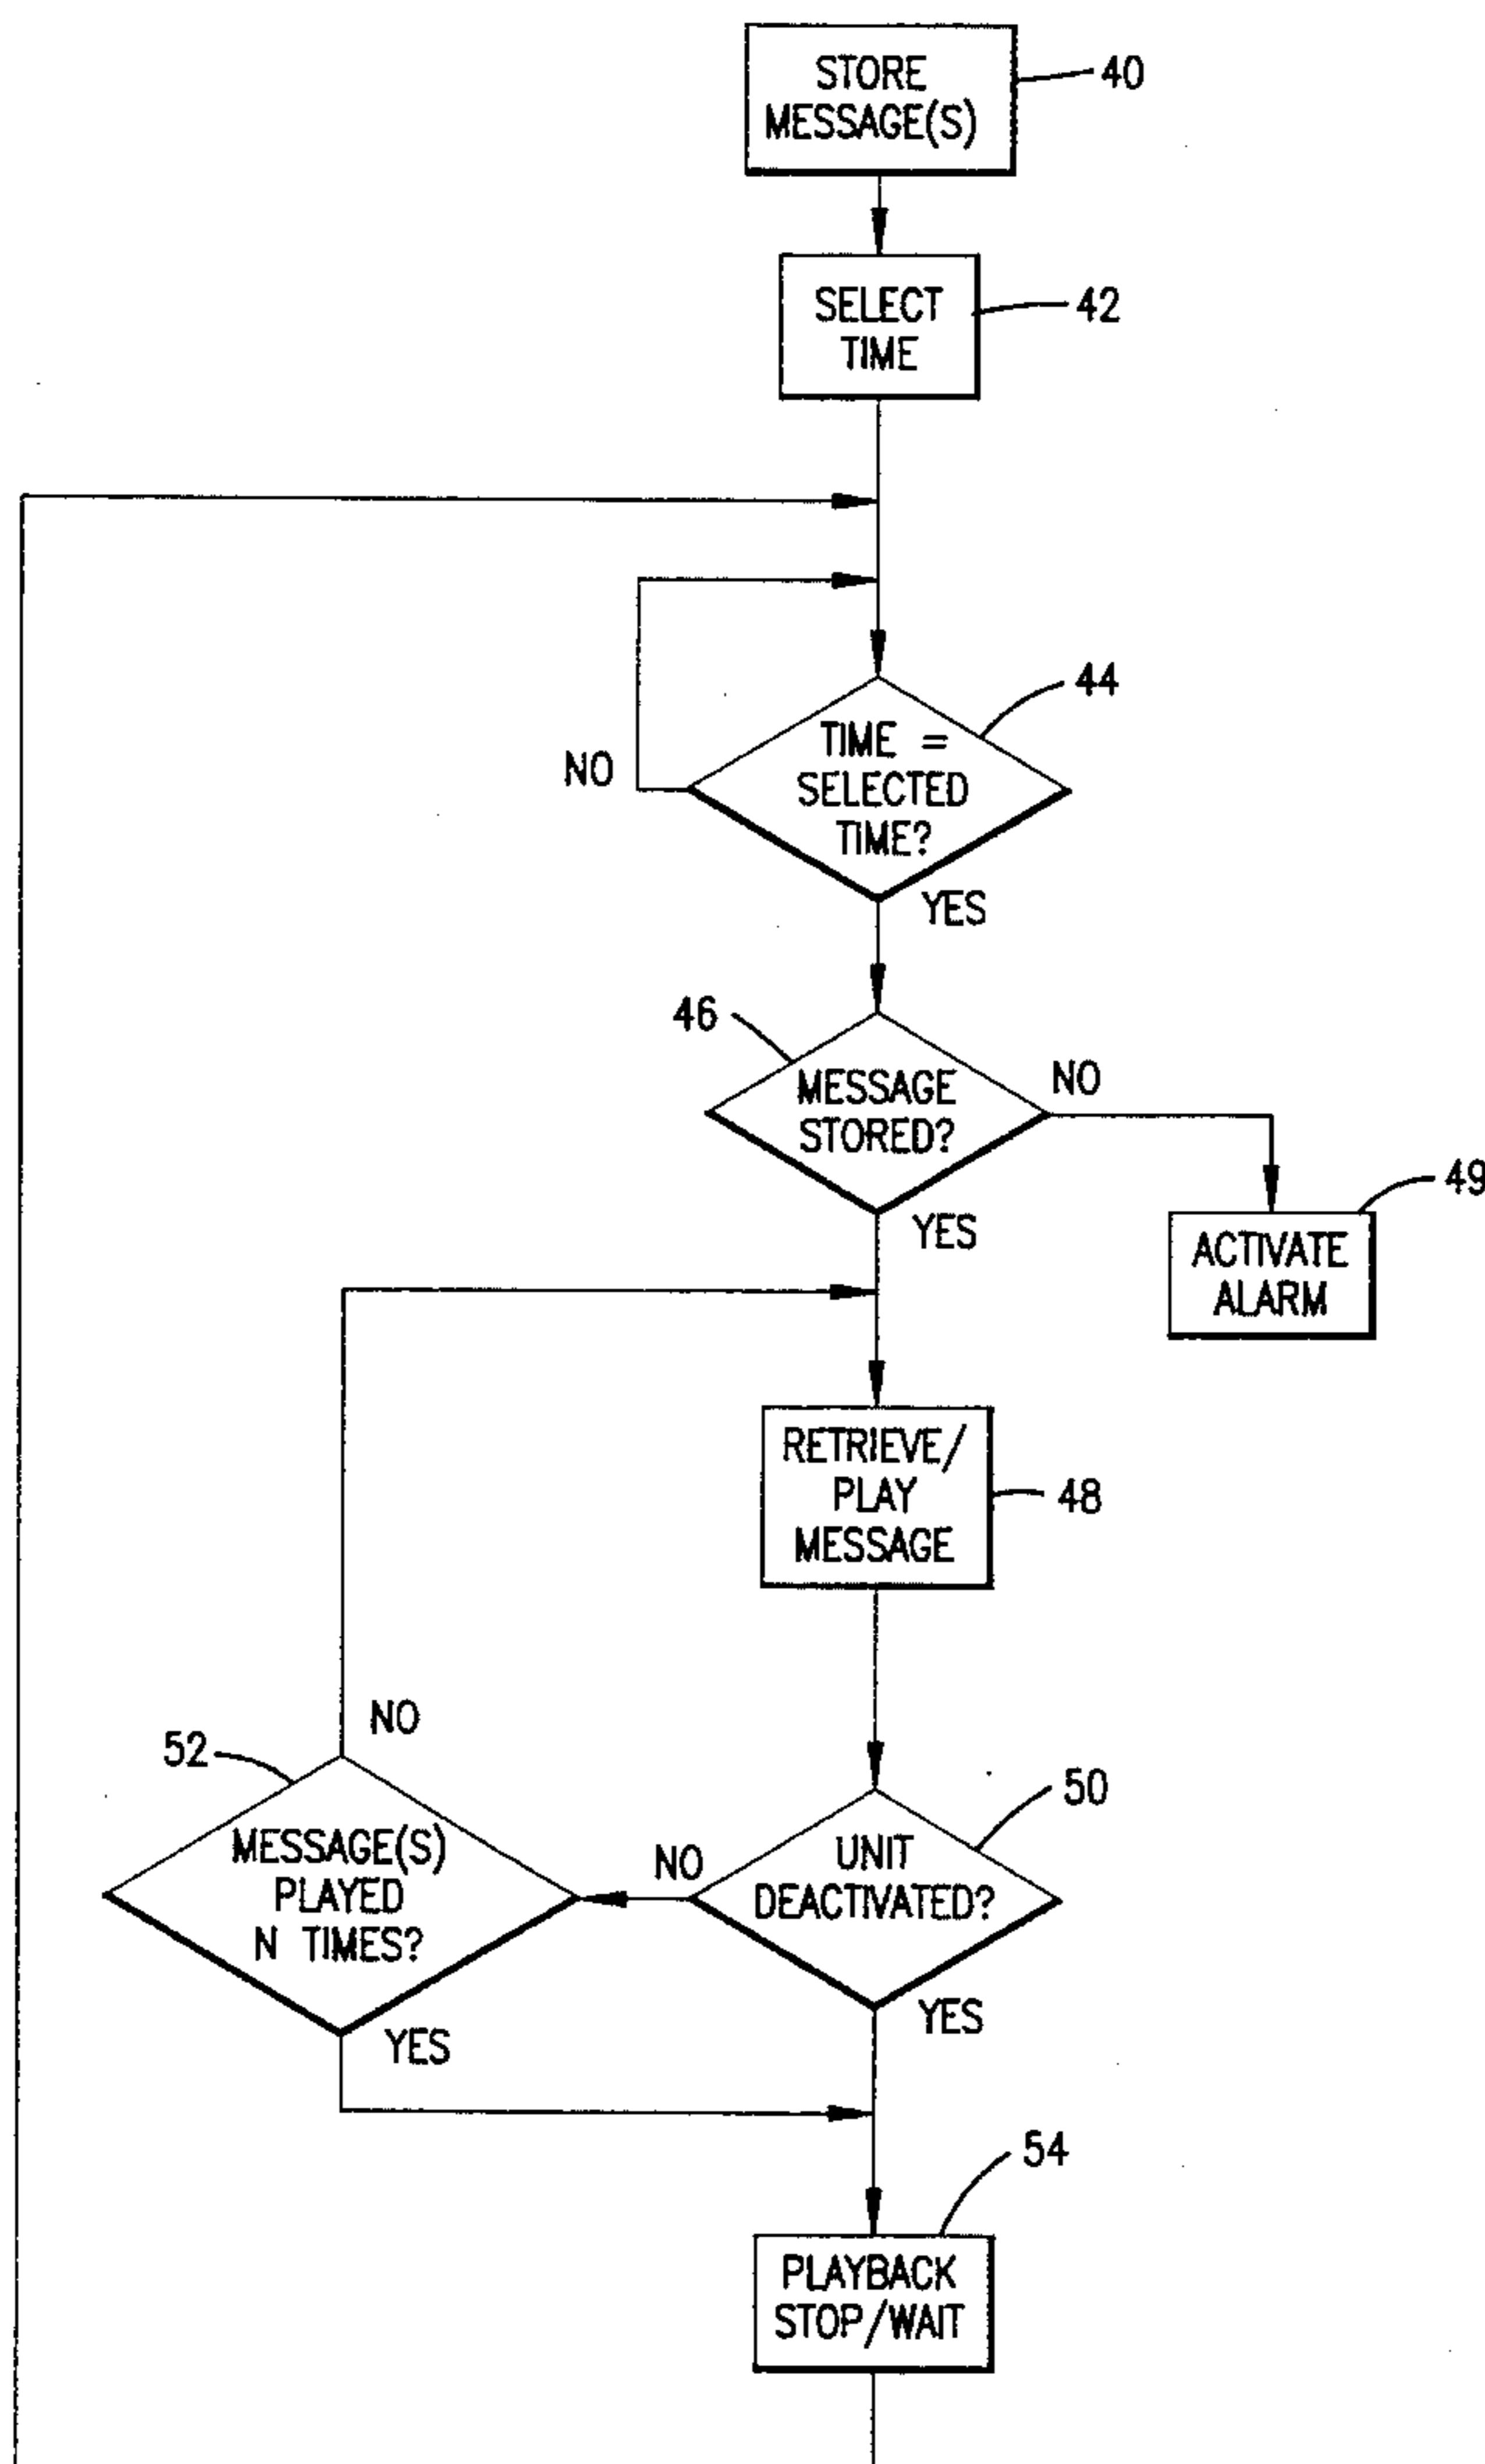 STORE
MESSAGE(S)
40
SELECT
TIME
42
44
TIME =
SELECTED
TIME?
NO
YES
46
MESSAGE
STORED?
NO
YES
49
ACTIVATE
ALARM
RETRIEVE/
PLAY
MESSAGE
48
NO
52
MESSAGE(S)
PLAYED
N TIMES?
YES
50
NO
UNIT
DEACTIVATED?
YES
54
PLAYBACK
STOP/WAIT